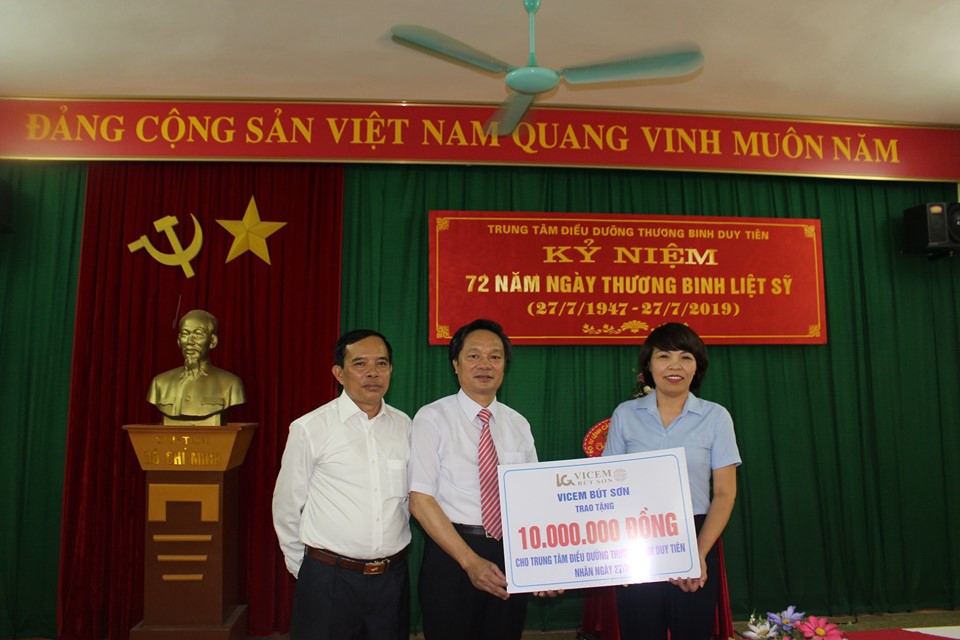 ĐẢNG CỘNG SẢN VIỆT NAM QUANG VINH MUÔN NĂM
TRUNG TÂM ĐIỀU DƯỠNG THƯƠNG BINH DUY TIÊN
KỶ NIỆM
72 NĂM NGÀY THƯƠNG BINH LIỆT SỸ
(27/7/1947 - 27/7/2019)
HỒ CHÍ MINH
VICEM
BÚT SƠN
VICEM BÚT SƠN
TRAO TẶNG
10.000.000 ĐỒNG
CHO TRUNG TÂM ĐIỀU DƯỠNG DUY TIÊN
NHÂN NGÀY